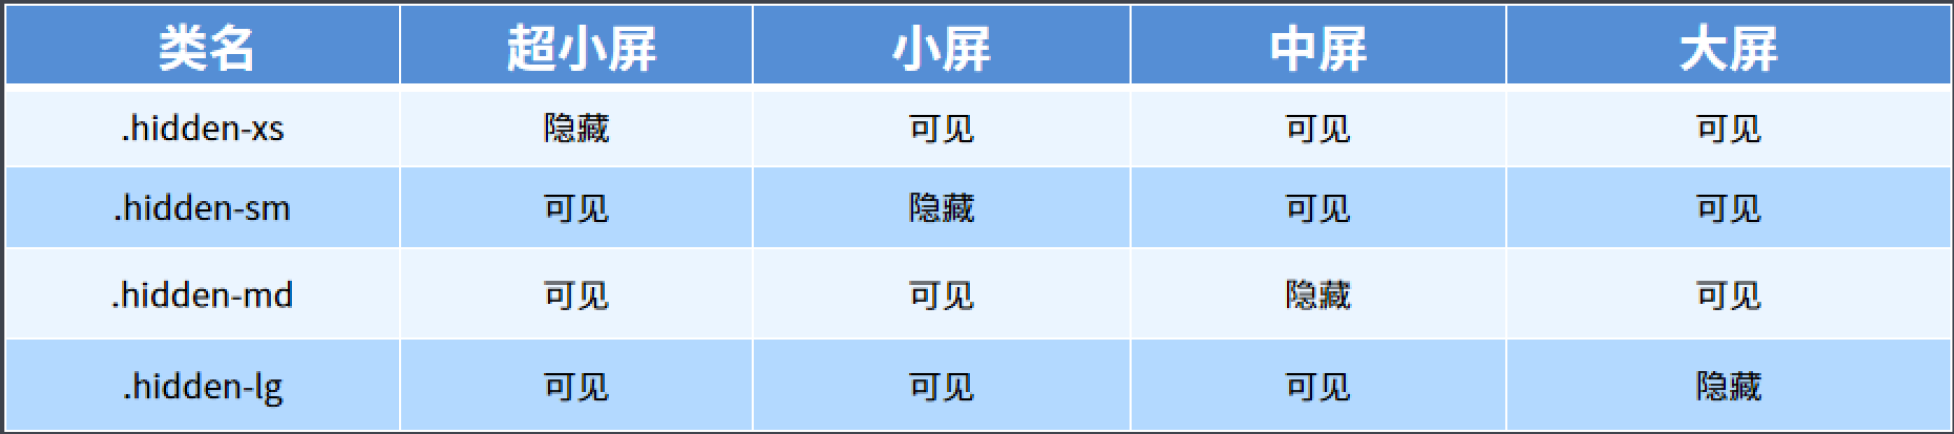 类名 超小屏 小屏 中屏 大屏
.hidden-xs 隐藏 可见 可见 可见
.hidden-sm 可见 隐藏 可见 可见
.hidden-md 可见 可见 隐藏 可见
.hidden-lg 可见 可见 可见 隐藏